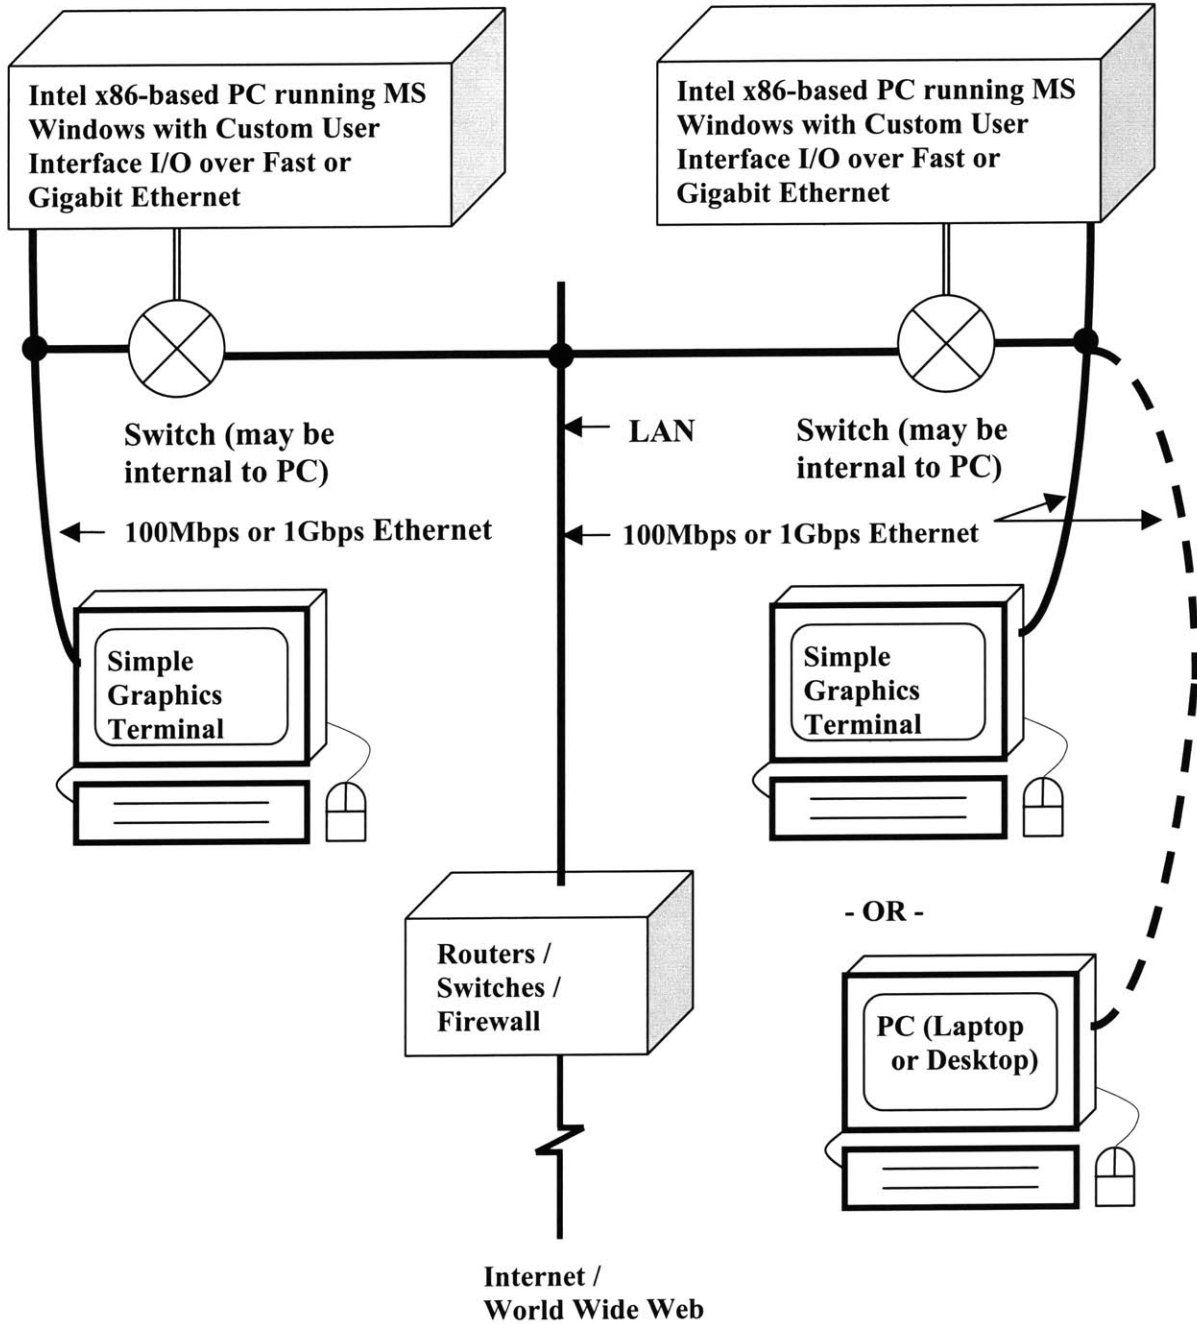 Intel x86-based PC running MS
Windows with Custom User
Interface I/O over Fast or
Gigabit Ethernet
Intel x86-based PC running MS
Windows with Custom User
Interface I/O over Fast or
Gigabit Ethernet
Switch (may be
internal to PC)
LAN
Switch (may be
internal to PC)
100Mbps or 1Gbps Ethernet
100Mbps or 1Gbps Ethernet
Simple
Graphics
Terminal
Simple
Graphics
Terminal
- OR -
Routers /
Switches /
Firewall
PC (Laptop
or Desktop)
Internet /
World Wide Web